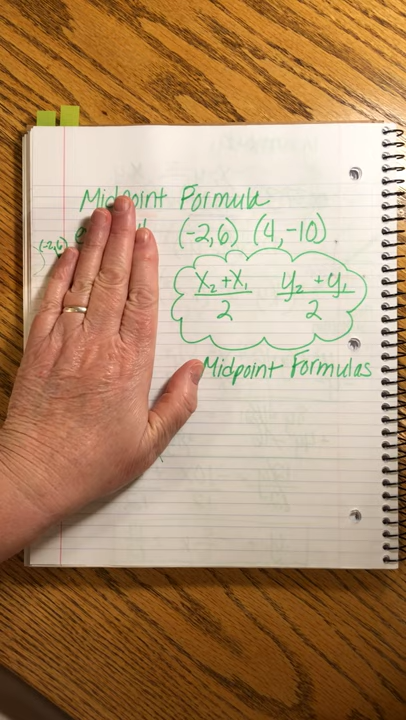 Midpoint Formula
(-2,6) (4,-10)
(-2,6)
x₂+x₁ y₂+y₁
2 2
Midpoint Formulas